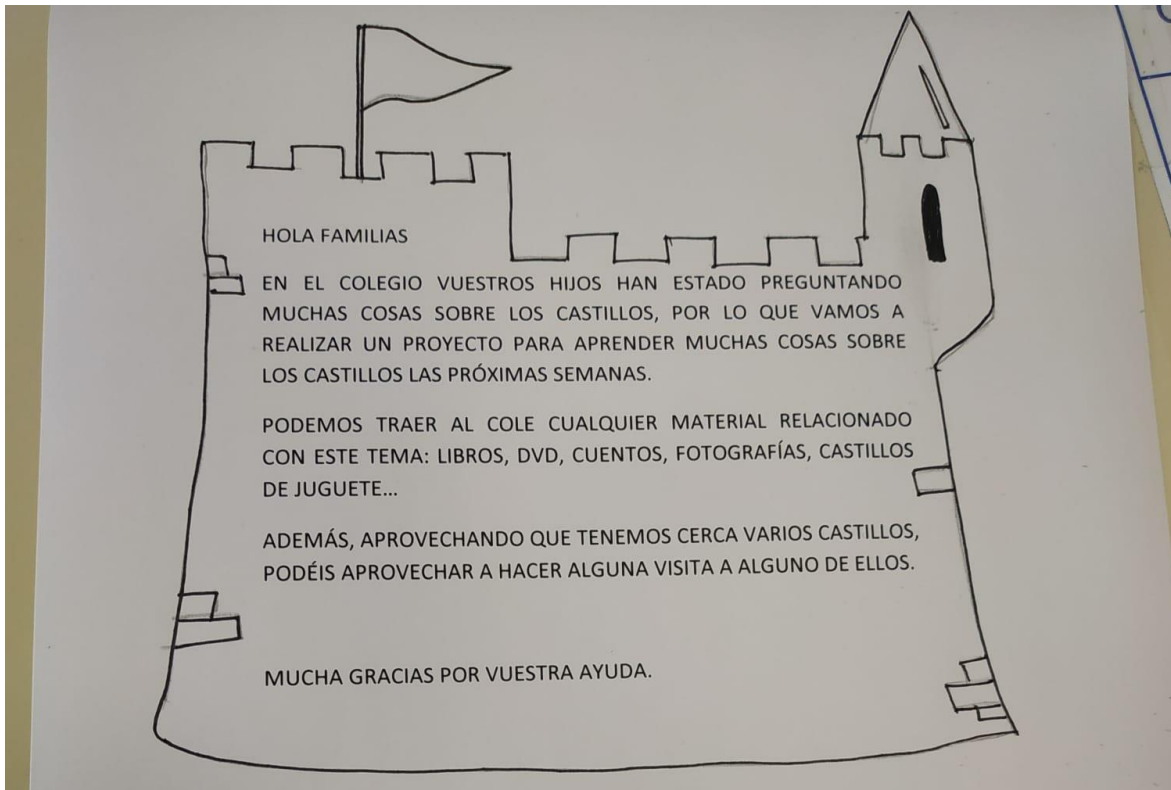 HOLA FAMILIAS
EN EL COLEGIO VUESTROS HIJOS HAN ESTADO PREGUNTANDO
MUCHAS COSAS SOBRE LOS CASTILLOS, POR LO QUE VAMOS A
REALIZAR UN PROYECTO PARA APRENDER MUCHAS COSAS SOBRE
LOS CASTILLOS LAS PRÓXIMAS SEMANAS.
PODEMOS TRAER AL COLE CUALQUIER MATERIAL RELACIONADO
CON ESTE TEMA: LIBROS, DVD, CUENTOS, FOTOGRAFÍAS, CASTILLOS
DE JUGUETE...
ADEMÁS, APROVECHANDO QUE TENEMOS CERCA VARIOS CASTILLOS,
PODÉIS APROVECHAR A HACER ALGUNA VISITA A ALGUNO DE ELLOS.
MUCHA GRACIAS POR VUESTRA AYUDA.